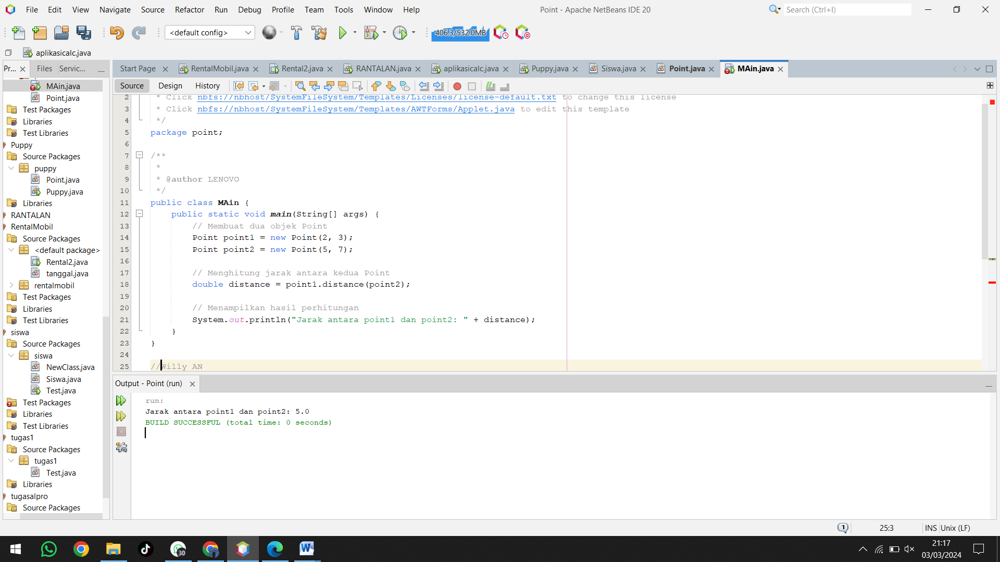 File Edit View Navigate Source Refactor Run Debug Profile Team Tools Window Help
Point - Apache NetBeans IDE 20
Search (Ctrl+I)
<default config>
406.3/532.0MB
aplikasicalc.java
Pr...
Files
Servic...
Start Page
RentalMobil.java
Rental2.java
RANTALAN.java
aplikasicalc.java
Puppy.java
Siswa.java
Point.java
MAin.java
Source
Design
History
MAin.java
Point.java
Test Packages
Libraries
Test Libraries
Puppy
Source Packages
puppy
Point.java
Puppy.java
Libraries
RANTALAN
RentalMobil
Source Packages
<default package>
Rental2.java
tanggal.java
rentalmobil
Test Packages
Libraries
Test Libraries
siswa
Source Packages
siswa
NewClass.java
Siswa.java
Test.java
Test Packages
Libraries
Test Libraries
tugas1
Source Packages
tugas1
Test.java
Libraries
tugasalpro
Source Packages
2 * Click nbfs://nbhost/SystemFileSystem/Templates/Licenses/license-default.txt to change this license
3 * Click nbfs://nbhost/SystemFileSystem/Templates/AWTForms/Applet.java to edit this template
4 */
5 package point;
6
7 /**
8 *
9 * @author LENOVO
10 */
11 public class MAin {
12 public static void main(String[] args) {
13 // Membuat dua objek Point
14 Point point1 = new Point(2, 3);
15 Point point2 = new Point(5, 7);
16
17 // Menghitung jarak antara kedua Point
18 double distance = point1.distance(point2);
19
20 // Menampilkan hasil perhitungan
21 System.out.println("Jarak antara point1 dan point2: " + distance);
22 }
23 }
24
25 //Willy AN
Output - Point (run)
run:
Jarak antara point1 dan point2: 5.0
BUILD SUCCESSFUL (total time: 0 seconds)
1
25:3
INS
Unix (LF)
30
21:17
03/03/2024